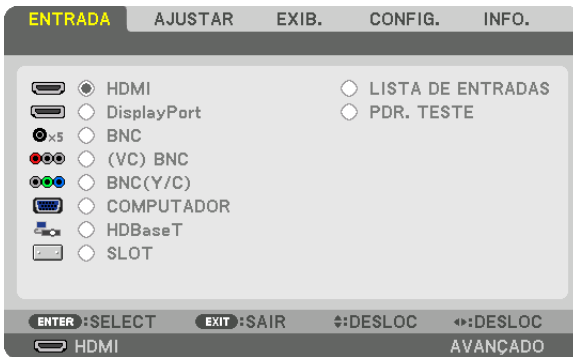 ENTRADA AJUSTAR EXIB. CONFIG. INFO.
HDMI
DisplayPort
×5 BNC
(VC) BNC
BNC(Y/C)
COMPUTADOR
HDBaseT
SLOT
LISTA DE ENTRADAS
PDR. TESTE
ENTER :SELECT EXIT :SAIR :DESLOC :DESLOC
HDMI AVANÇADO